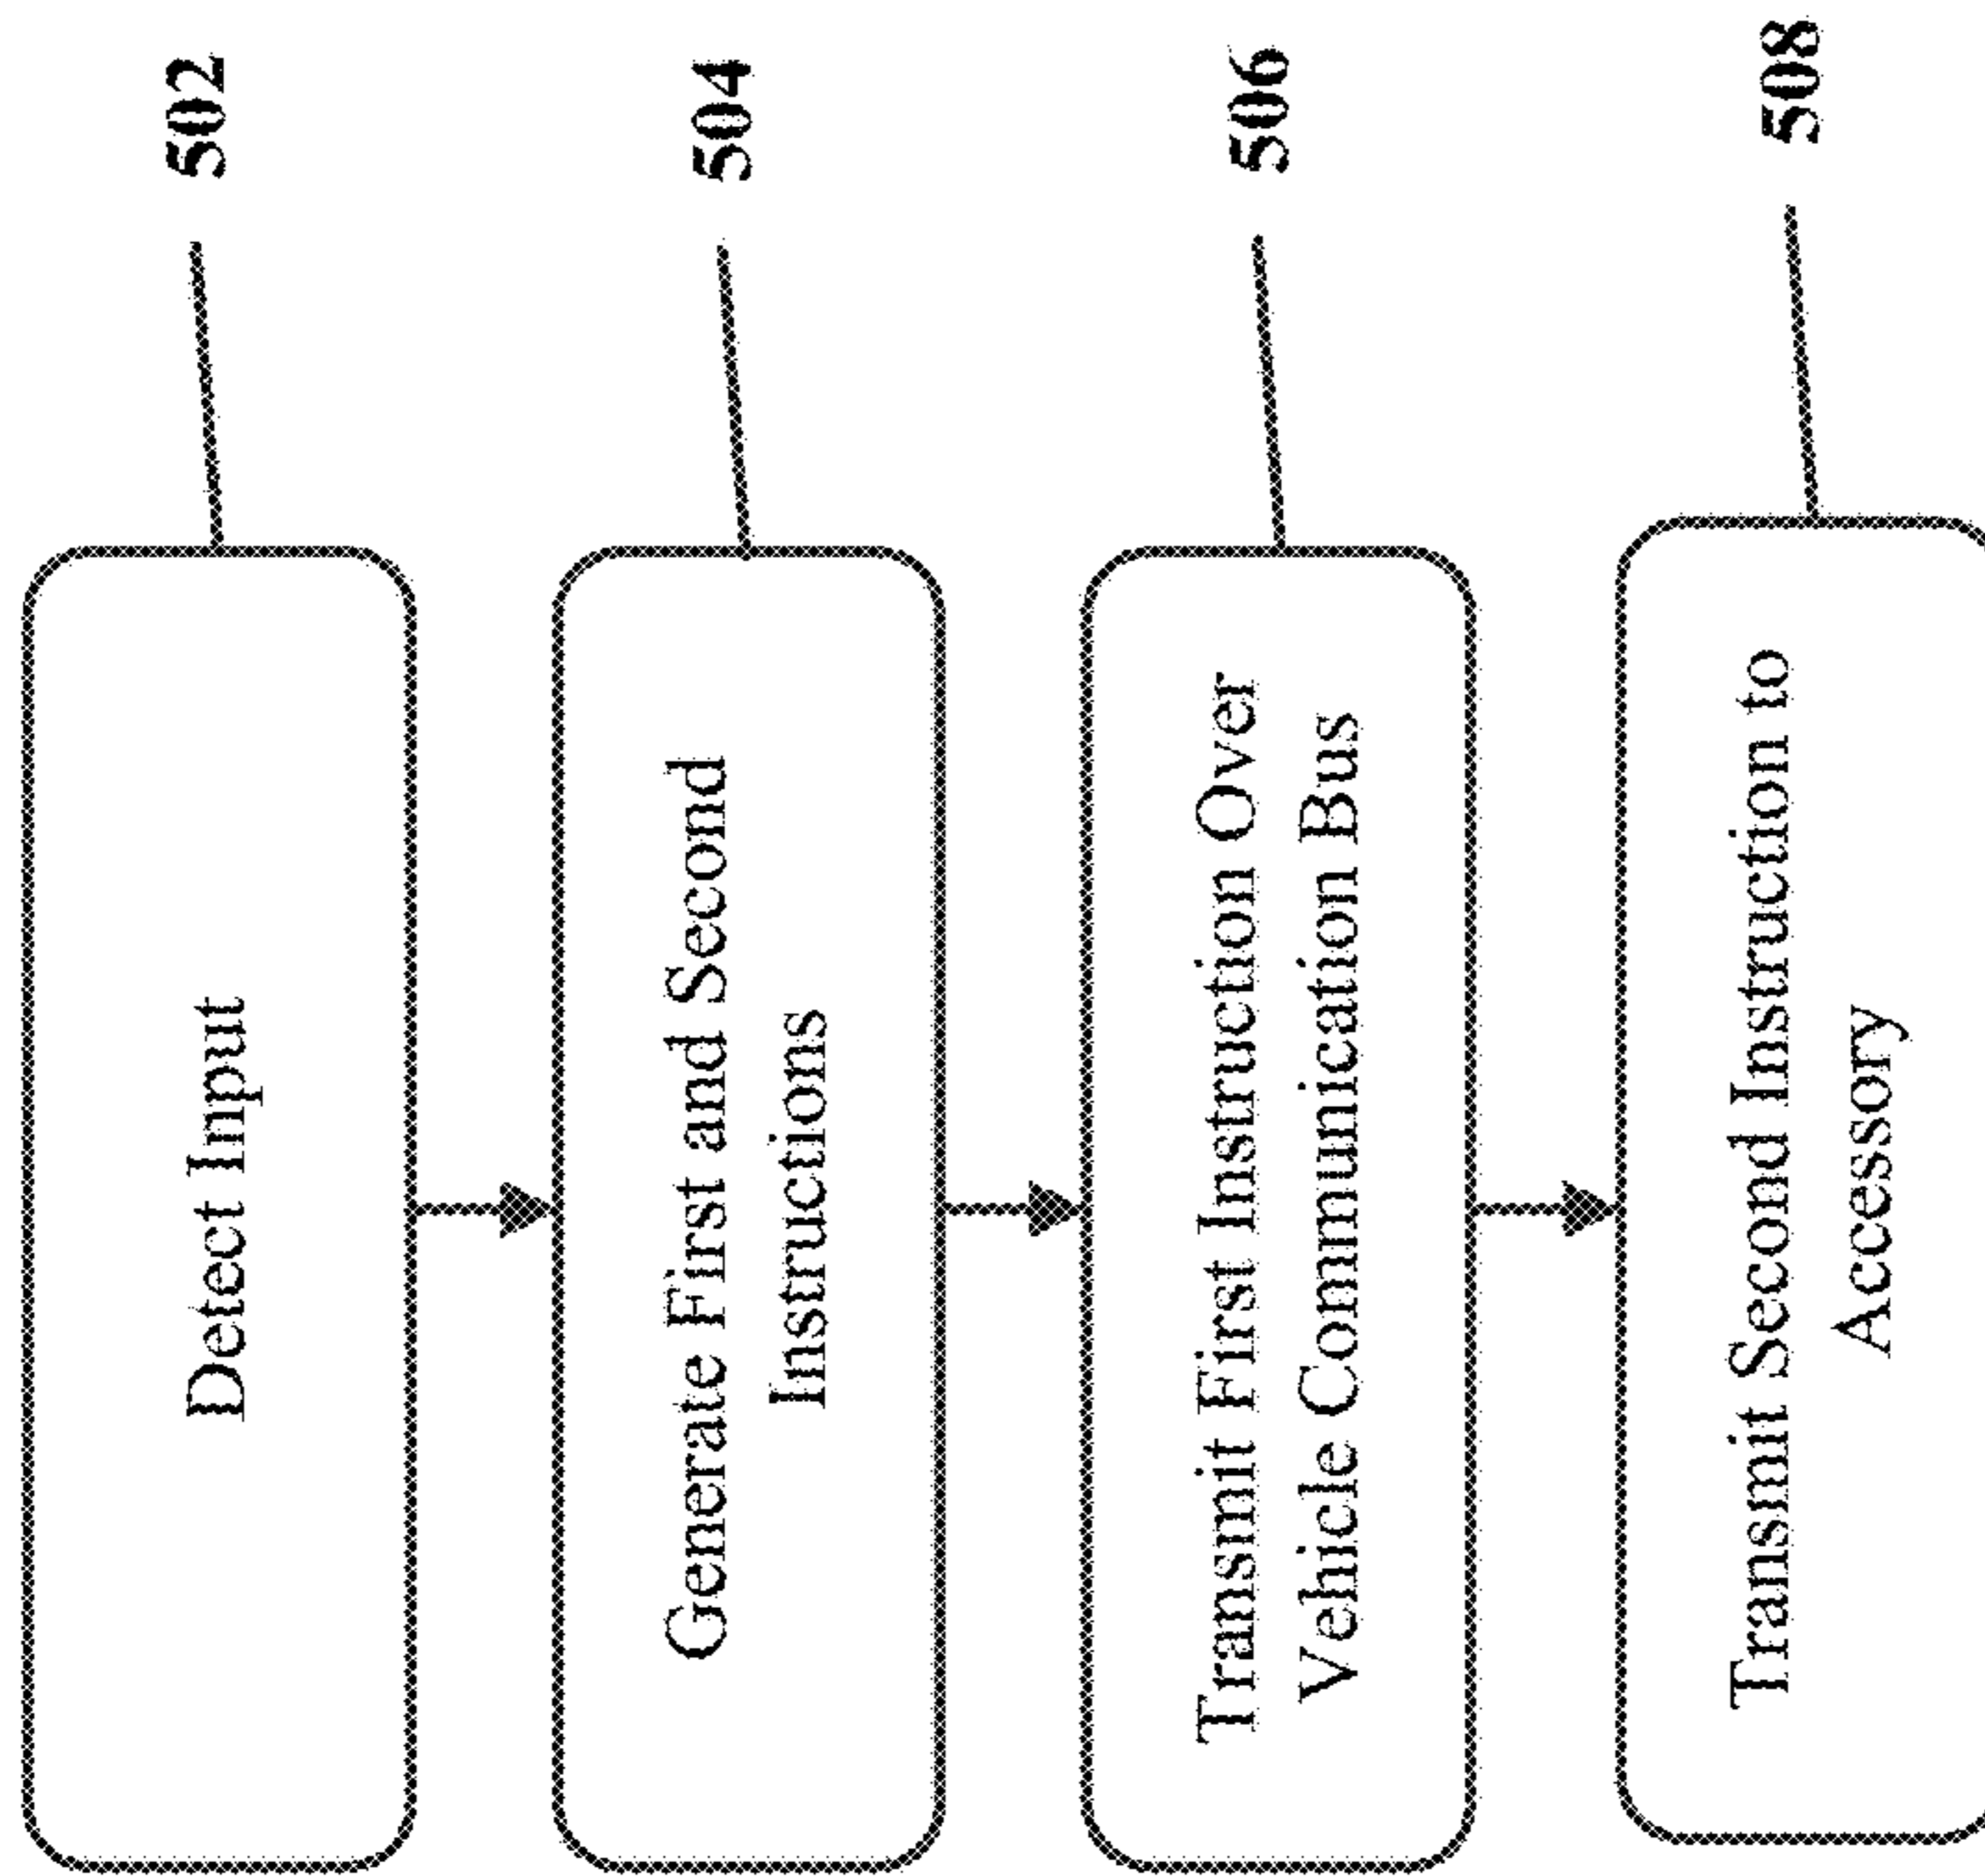 Detect Input
502
Generate First and Second
Instructions
504
Transmit First Instruction Over
Vehicle Communication Bus
506
Transmit Second Instruction to
Accessory
508